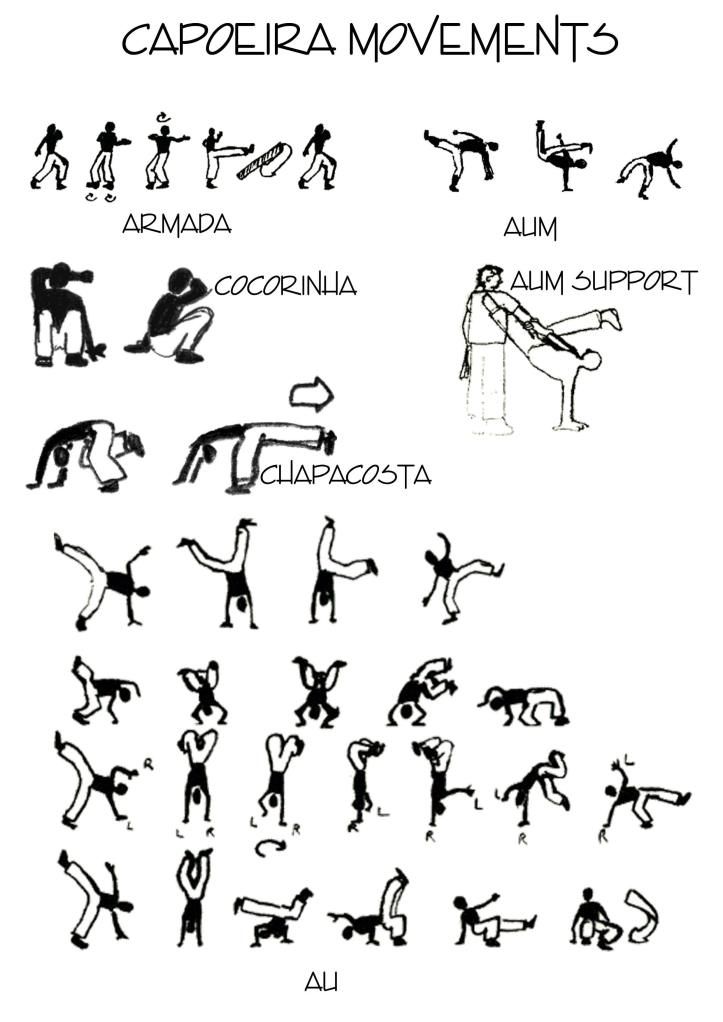 CAPOEIRA MOVEMENTS
ARMADA
AUM
COCORINHA
AUM SUPPORT
CHAPACOSTA
R
L
L R
L R
R L
R L
L R
L
R
AU